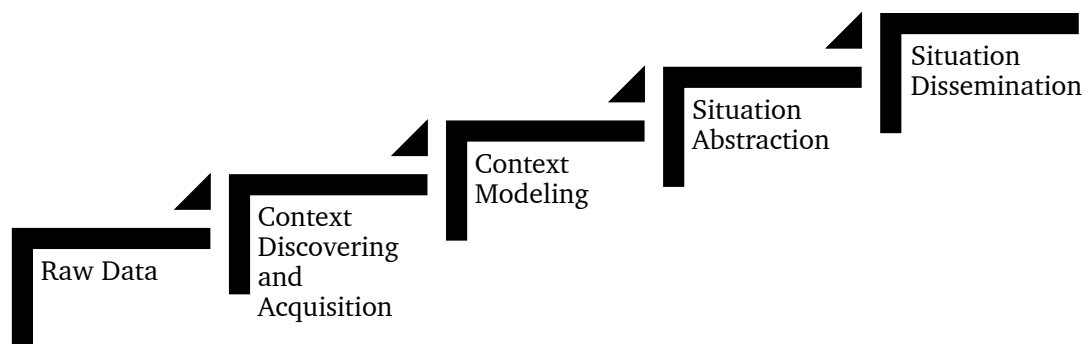 Raw Data
Context
Discovering
and
Acquisition
Context
Modeling
Situation
Abstraction
Situation
Dissemination